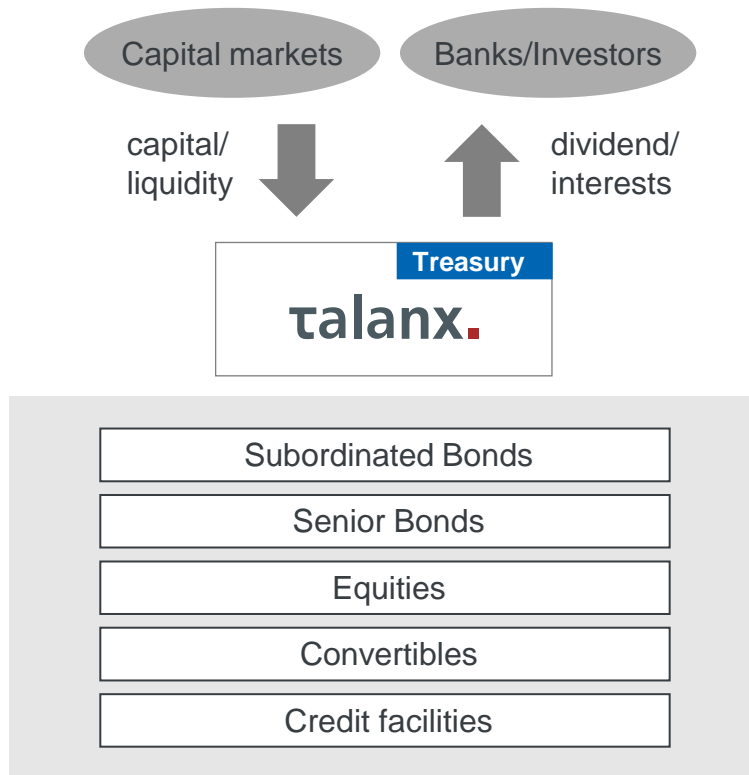 Capital markets
Banks/Investors
capital/
liquidity
dividend/
interests
Treasury
talanx.
Subordinated Bonds
Senior Bonds
Equities
Convertibles
Credit facilities